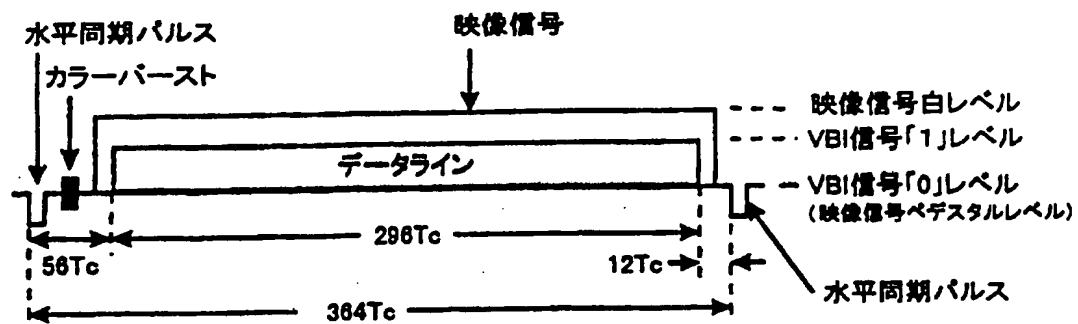 水平同期パルス
カラーバースト
映像信号
映像信号白レベル
VBI信号「1」レベル
データライン
VBI信号「0」レベル
(映像信号ペデスタルレベル)
296Tc
56Tc
12Tc
水平同期パルス
364Tc